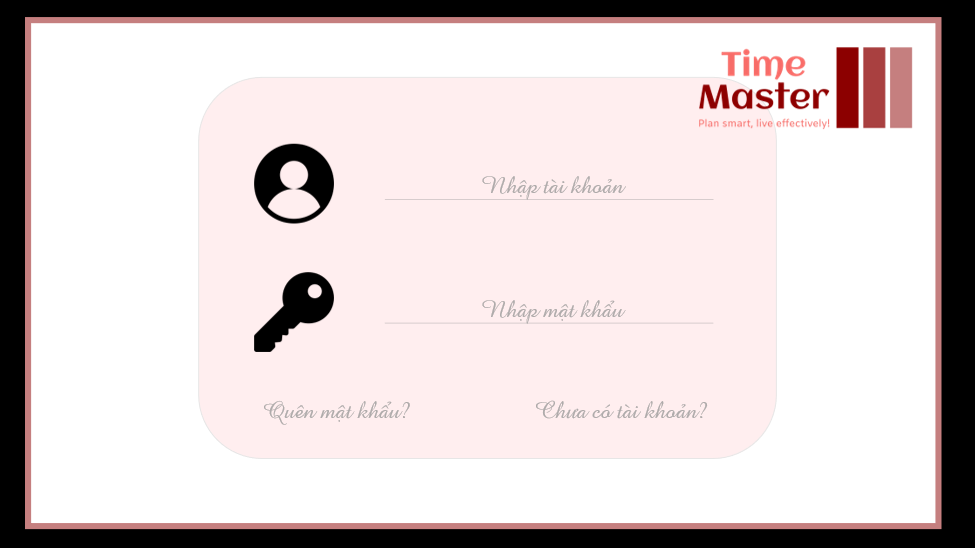 Time
Master
Plan smart, live effectively!
Nhập tài khoản
Nhập mật khẩu
Quên mật khẩu?
Chưa có tài khoản?